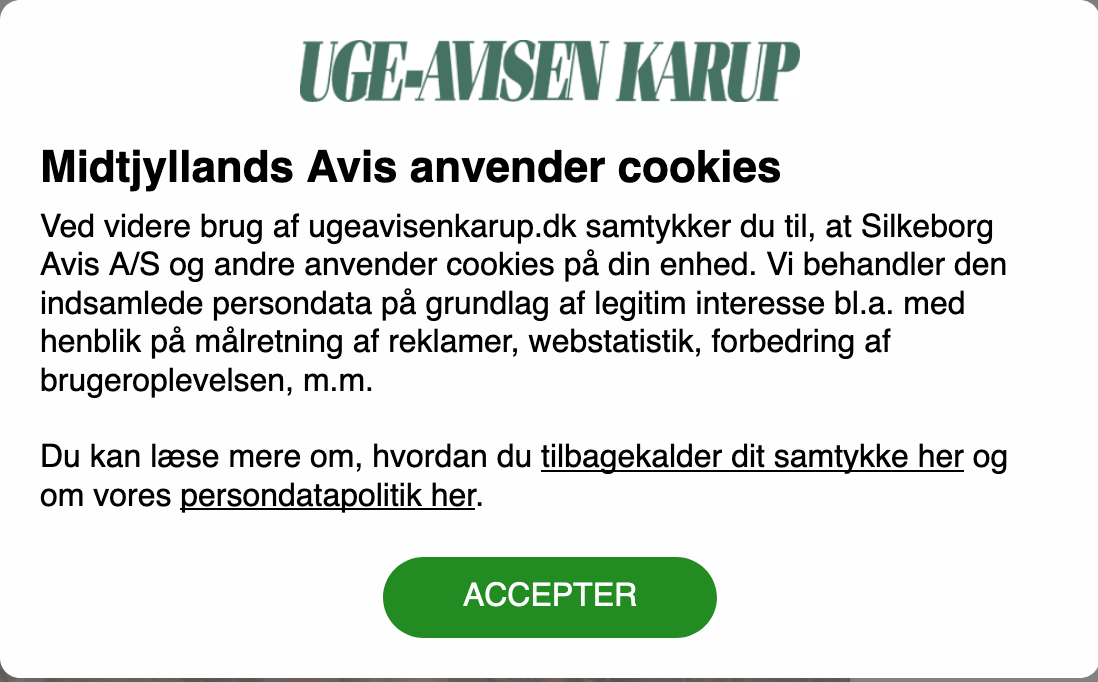 UGE-AVISEN KARUP
Midtjyllands Avis anvender cookies
Ved videre brug af ugeavisenkarup.dk samtykker du til, at Silkeborg
Avis A/S og andre anvender cookies på din enhed. Vi behandler den
indsamlede persondata på grundlag af legitim interesse bl.a. med
henblik på målretning af reklamer, webstatistik, forbedring af
brugeroplevelsen, m.m.
Du kan læse mere om, hvordan du tilbagekalder dit samtykke her og
om vores persondatapolitik her.
ACCEPTER